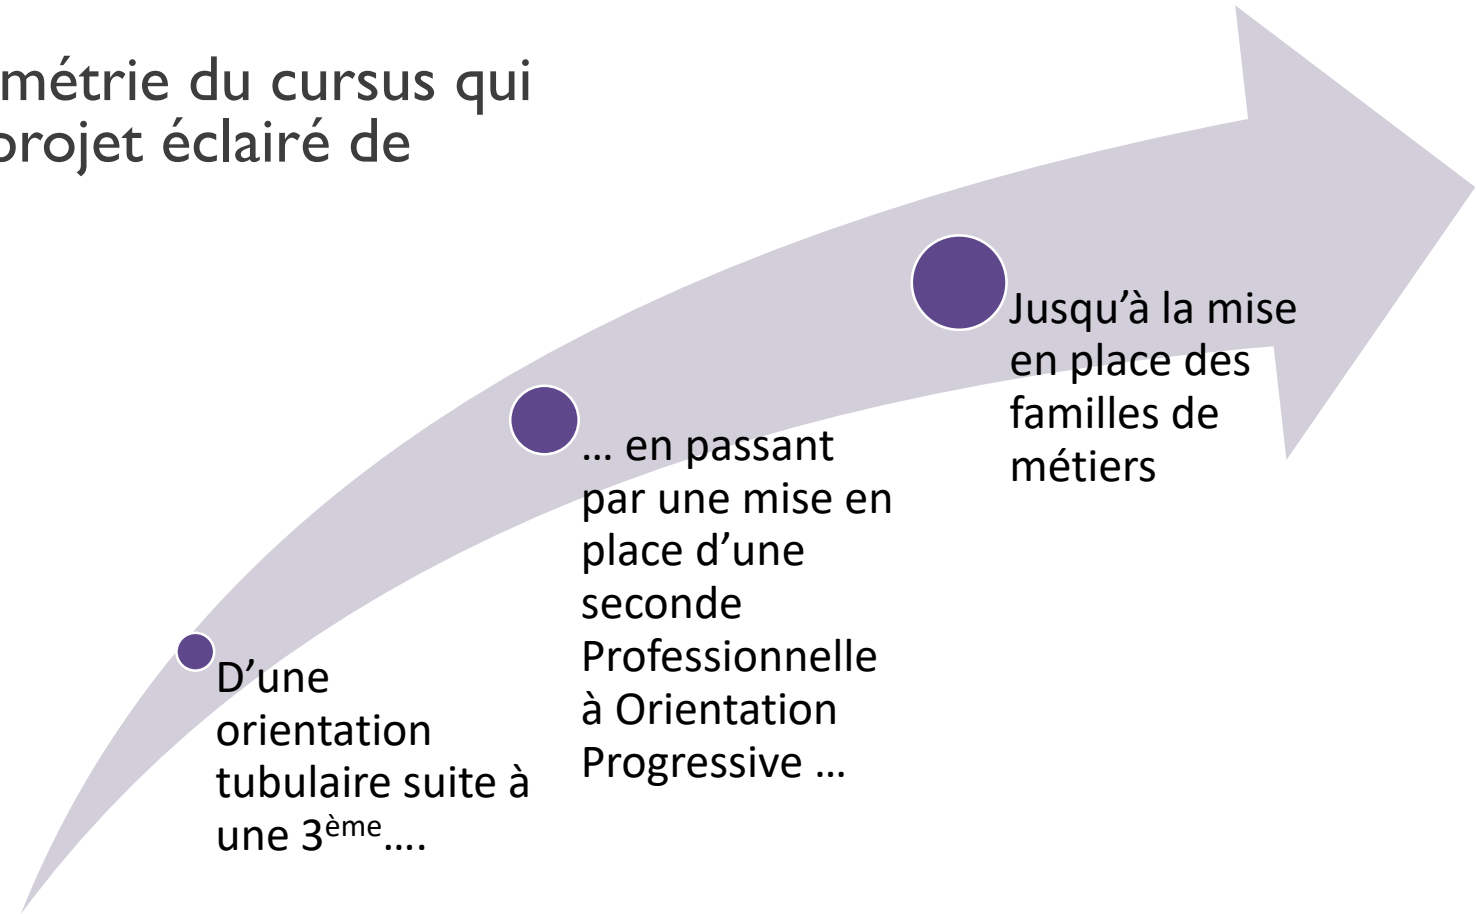 métrie du cursus qui
projet éclairé de
Jusqu’à la mise
en place des
familles de
métiers
… en passant
par une mise en
place d’une
seconde
Professionnelle
à Orientation
Progressive …
D’une
orientation
tubulaire suite à
une 3ème….